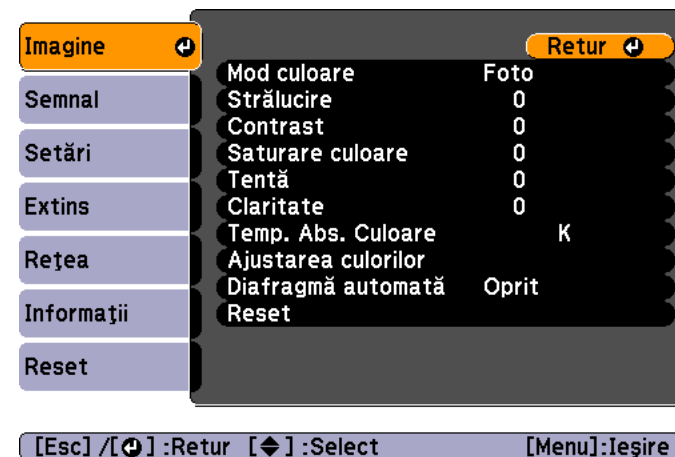 Imagine
Semnal
Setări
Extins
Reţea
Informaţii
Reset
Retur
Mod culoare Foto
Strălucire 0
Contrast 0
Saturare culoare 0
Tentă 0
Claritate 0
Temp. Abs. Culoare K
Ajustarea culorilor
Diafragmă automată Oprit
Reset
[Esc] /[ ] :Retur [ ] :Select [Menu]:Ieşire